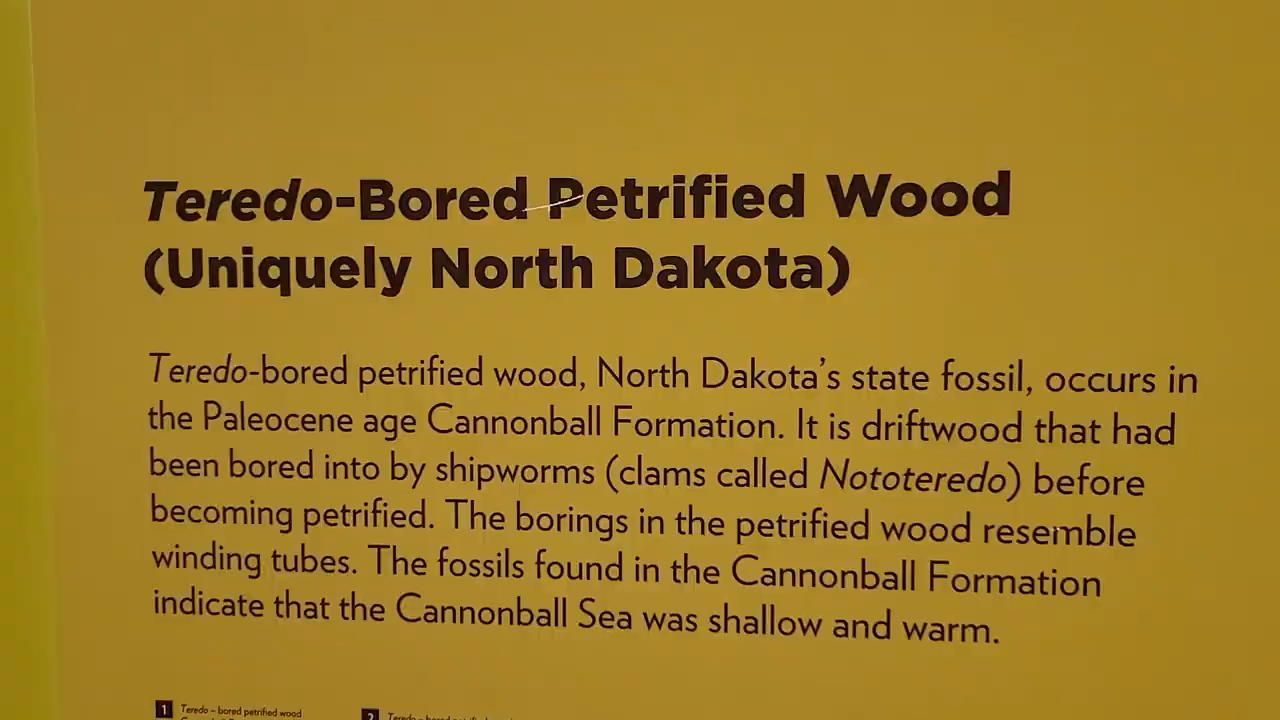 Teredo-Bored Petrified Wood
(Uniquely North Dakota)
Teredo-bored petrified wood, North Dakota's state fossil, occurs in
the Paleocene age Cannonball Formation. It is driftwood that had
been bored into by shipworms (clams called Nototeredo) before
becoming petrified. The borings in the petrified wood resemble
winding tubes. The fossils found in the Cannonball Formation
indicate that the Cannonball Sea was shallow and warm.
1 Teredo – bored petrified wood
2 Teredo – bored